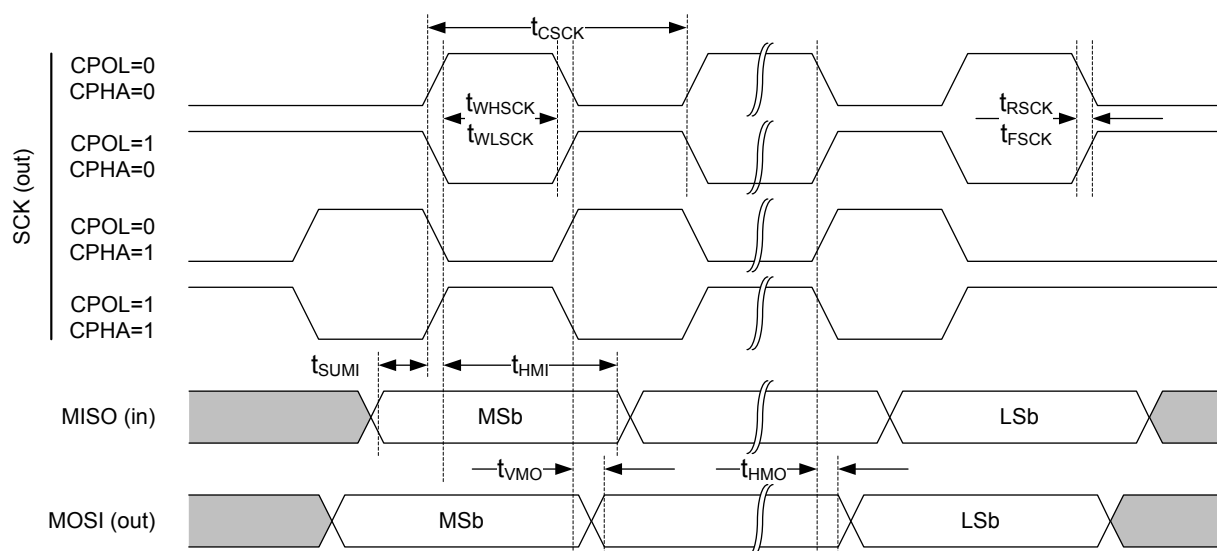 tCSCK
CPOL=0
CPHA=0
tWHSCK
tWLSCK
tRSCK
tFSCK
CPOL=1
CPHA=0
SCK (out)
CPOL=0
CPHA=1
CPOL=1
CPHA=1
tSUMI
tHMI
MISO (in)
MSb
LSb
tVMO
tHMO
MOSI (out)
MSb
LSb